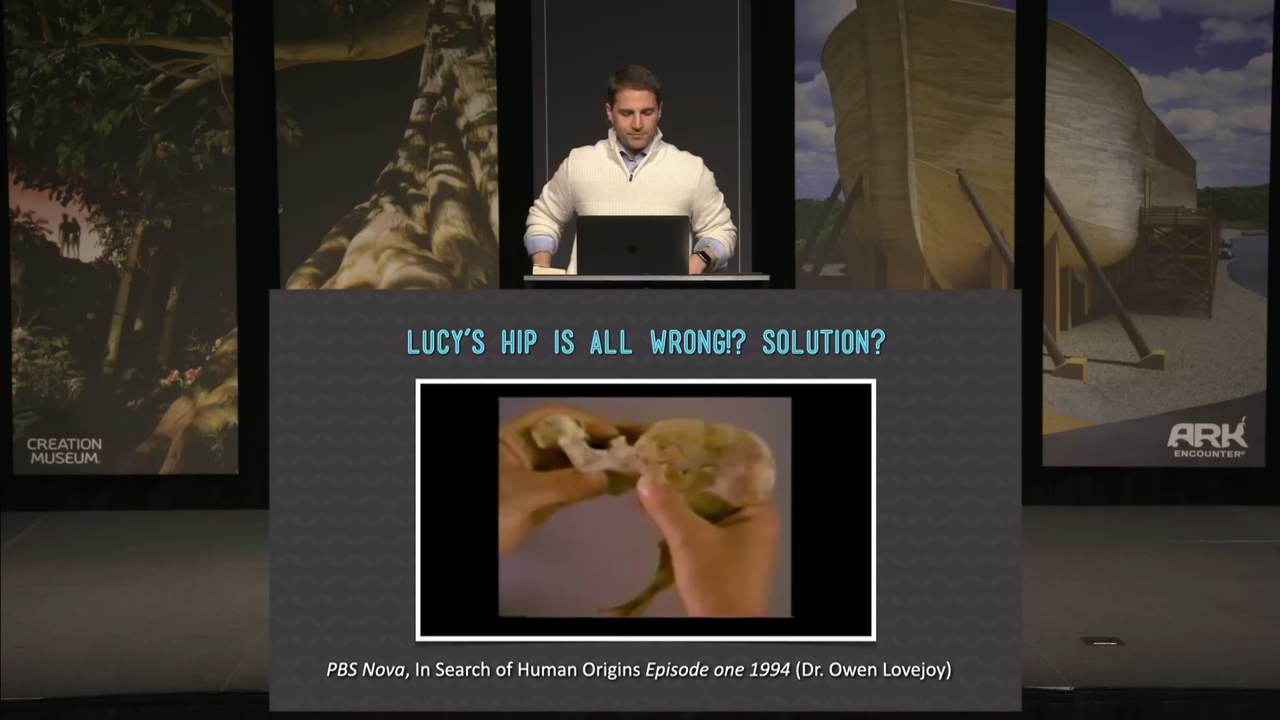 LUCY'S HIP IS ALL WRONG!? SOLUTION?
CREATION
MUSEUM
ARK
ENCOUNTER®
PBS Nova, In Search of Human Origins Episode one 1994 (Dr. Owen Lovejoy)